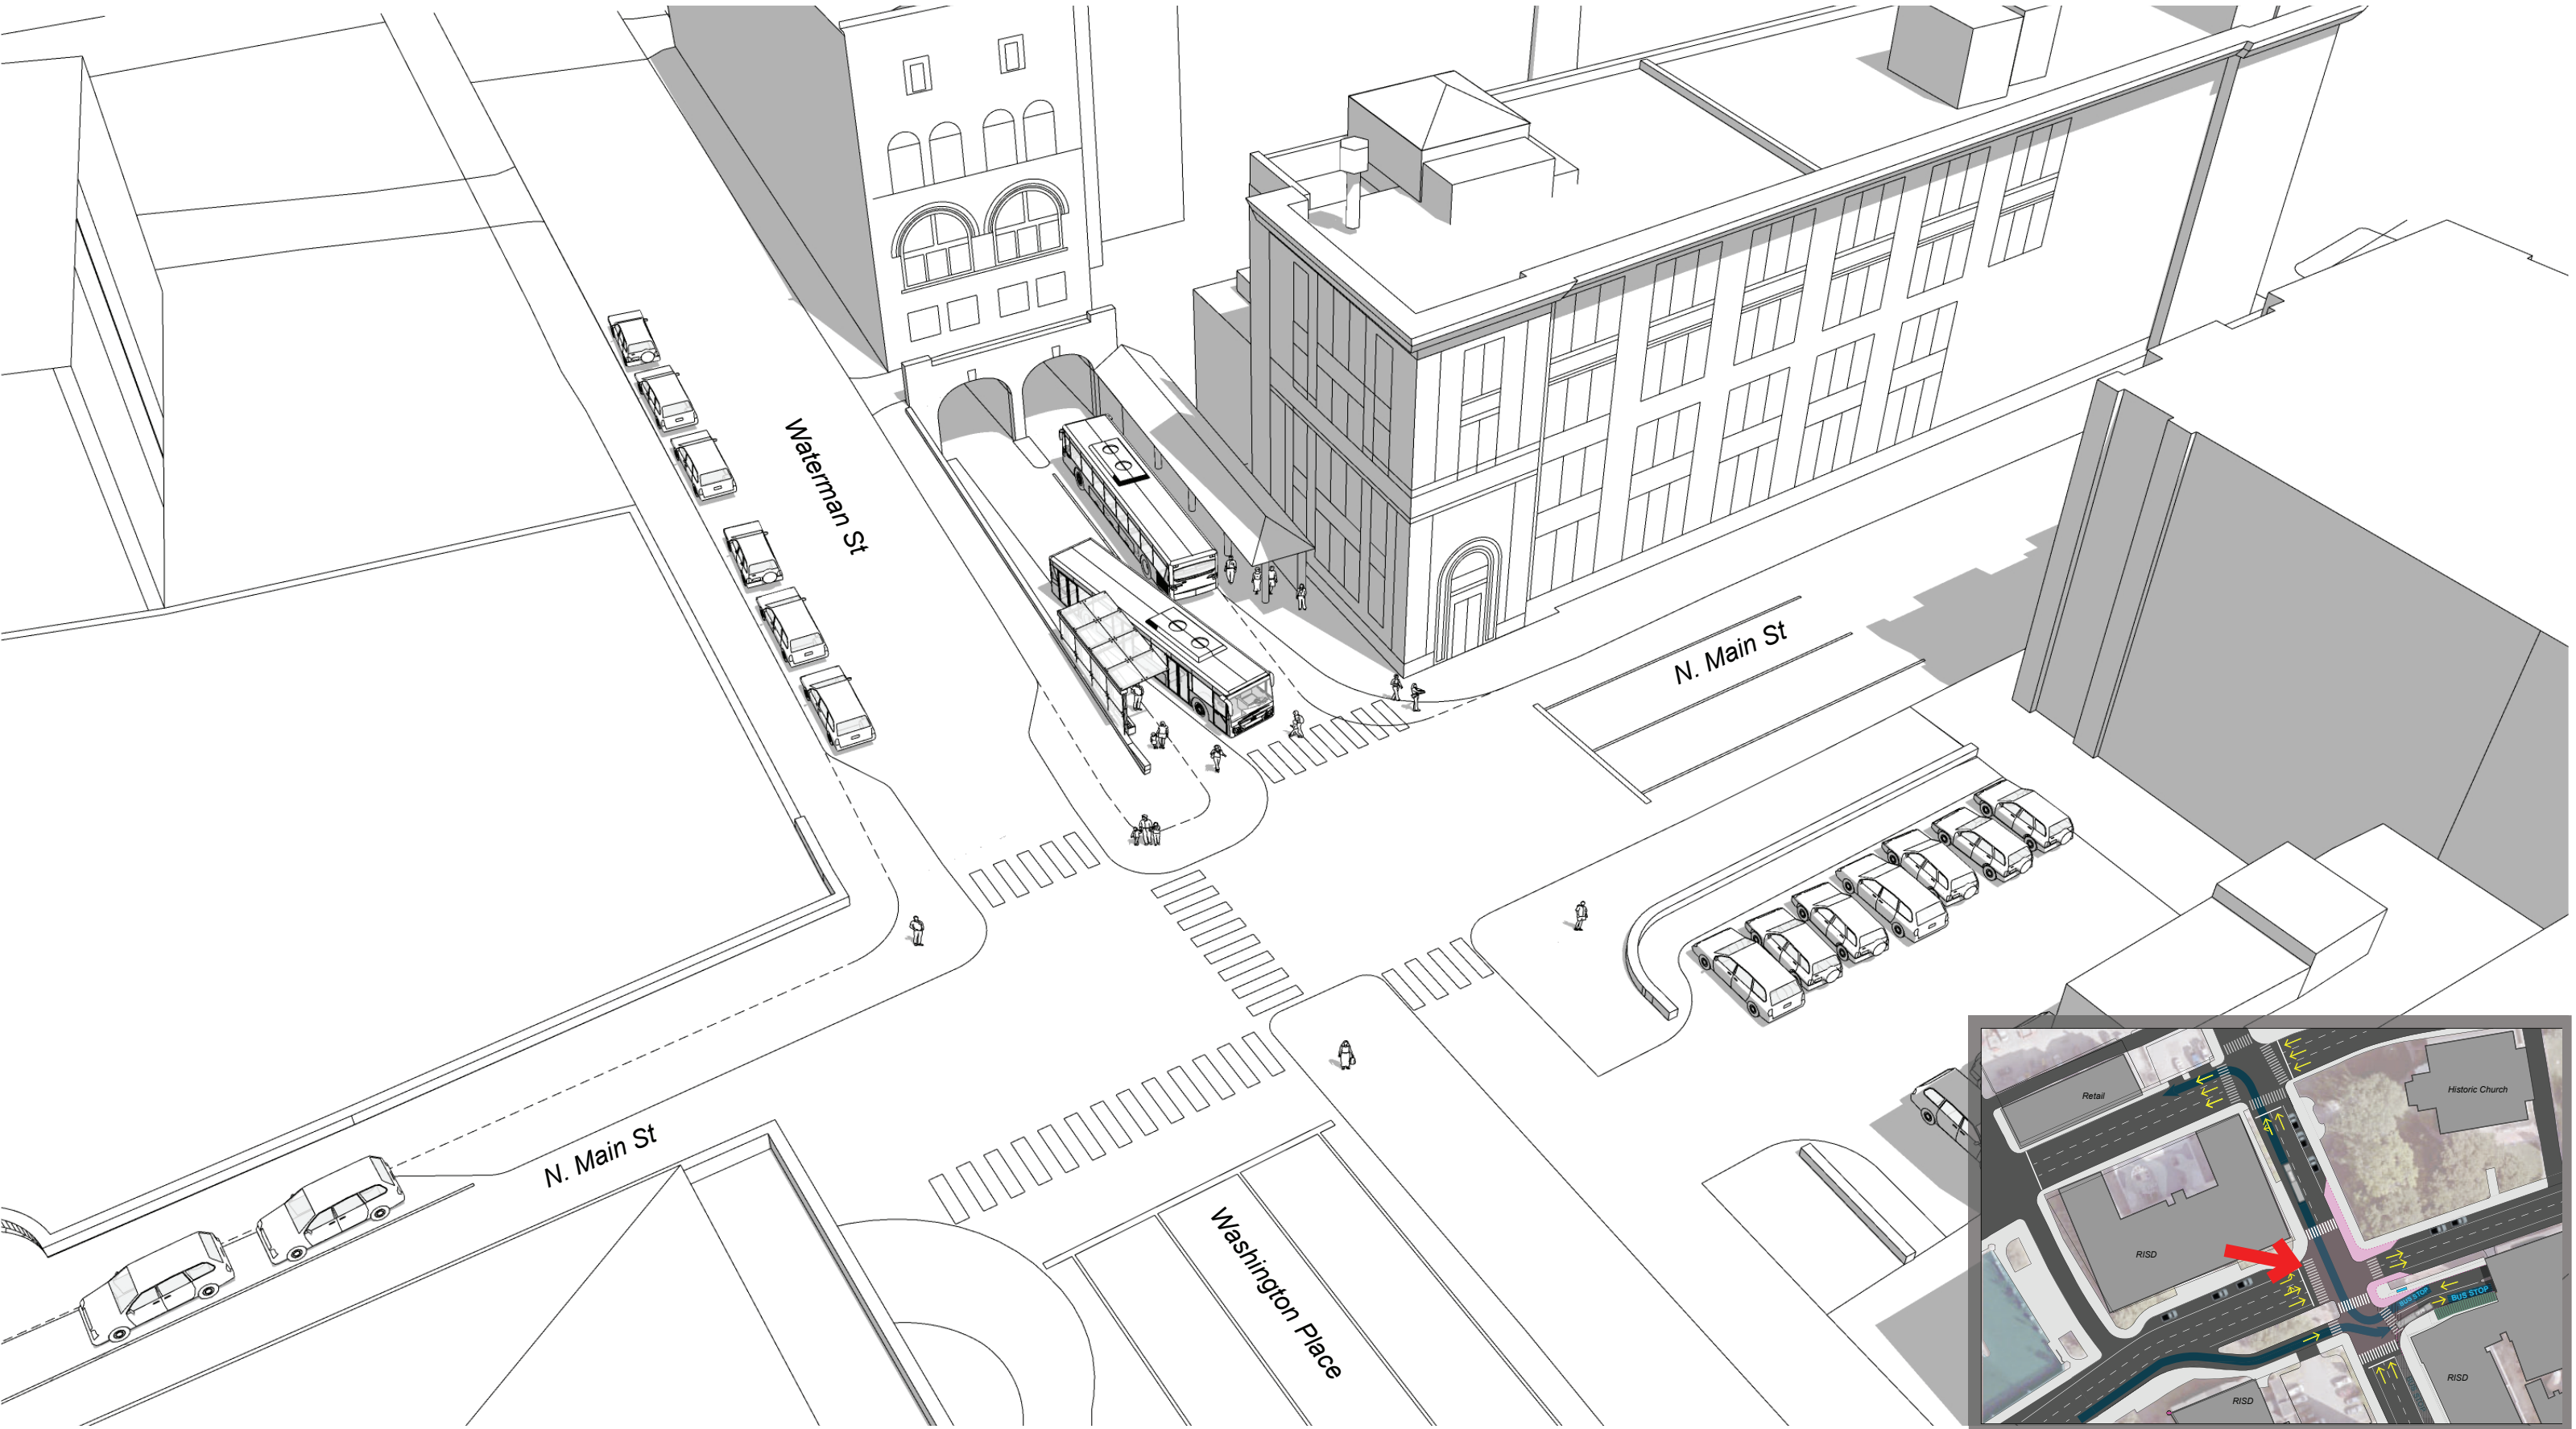 Waterman St
N. Main St
N. Main St
Washington Place
Retail
Historic Church
RISD
BUS STOP
BUS STOP
RISD
RISD